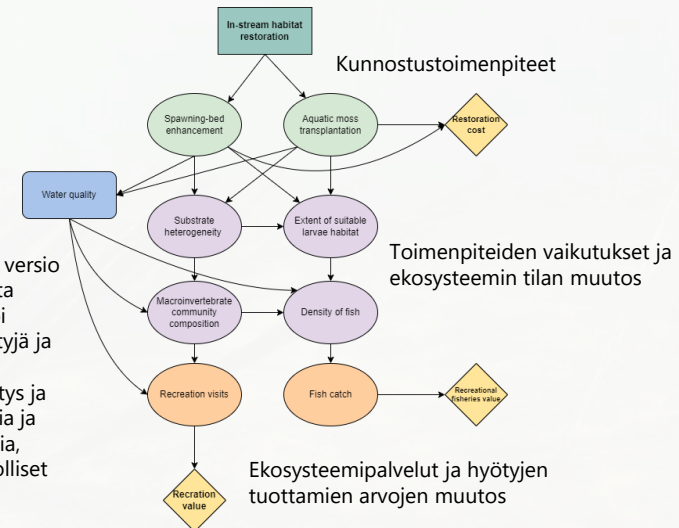 In-stream habitat
restoration
Kunnostustoimenpiteet
Spawning-bed
enhancement
Aquatic moss
transplantation
Restoration
cost
Water quality
Substrate
heterogeneity
Extent of suitable
larvae habitat
Toimenpiteiden vaikutukset ja
ekosysteemin tilan muutos
versio
ta
oi
tyjä ja
tys ja
ia ja
ia,
olliset
Macroinvertebrate
community
composition
Density of fish
Recreation visits
Fish catch
Recreational
fisheries value
Recration
value
Ekosysteemipalvelut ja hyötyjen
tuottamien arvojen muutos